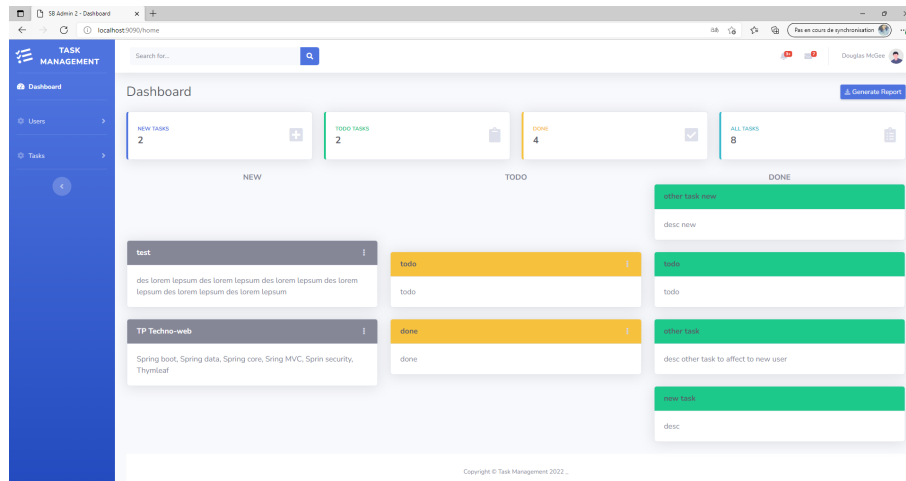 SB Admin 2 - Dashboard
localhost:9090/home
Pas en cours de synchronisation
TASK
MANAGEMENT
Search for...
Douglas McGee
Dashboard
Users
Tasks
Dashboard
Generate Report
NEW TASKS
2
TODO TASKS
2
DONE
4
ALL TASKS
8
NEW
TODO
DONE
other task new
desc new
test
des lorem lepsum des lorem lepsum des lorem lepsum des lorem
lepsum des lorem lepsum des lorem lepsum
todo
todo
todo
todo
TP Techno-web
Spring boot, Spring data, Spring core, Sring MVC, Sprin security,
Thymloaf
done
done
other task
desc other task to affect to new user
new task
desc
Copyright © Task Management 2022 _